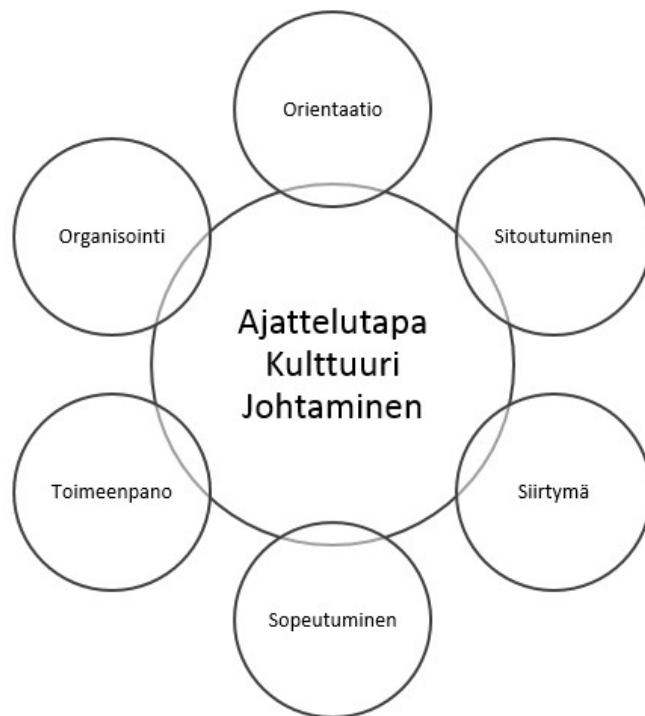 Orientaatio
Organisointi
Sitoutuminen
Ajattelutapa
Kulttuuri
Johtaminen
Toimeenpano
Siirtymä
Sopeutuminen